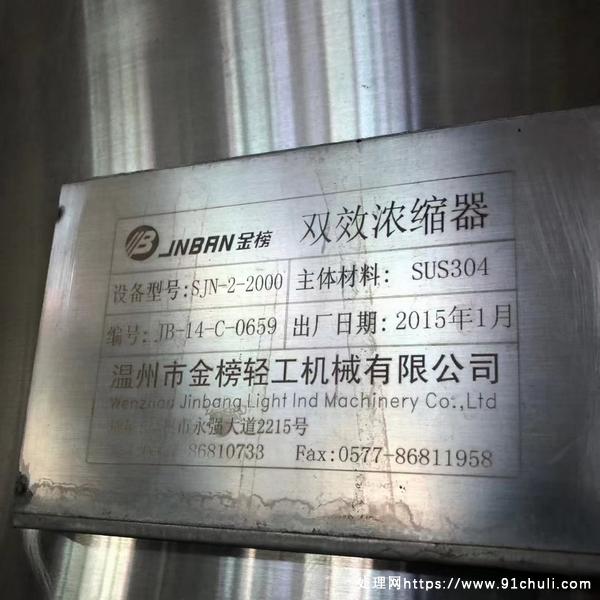 JINBAN金榜 双效浓缩器
设备型号:SJN-2-2000 主体材料: SUS304
编号: JB-14-C-0659 出厂日期: 2015年1月
温州市金榜轻工机械有限公司
Wenzhou Jinbang Light Ind Machinery Co.,Ltd
市永强大道2215号
86810733 Fax:0577-86811958
处理网https://www.91chuli.com